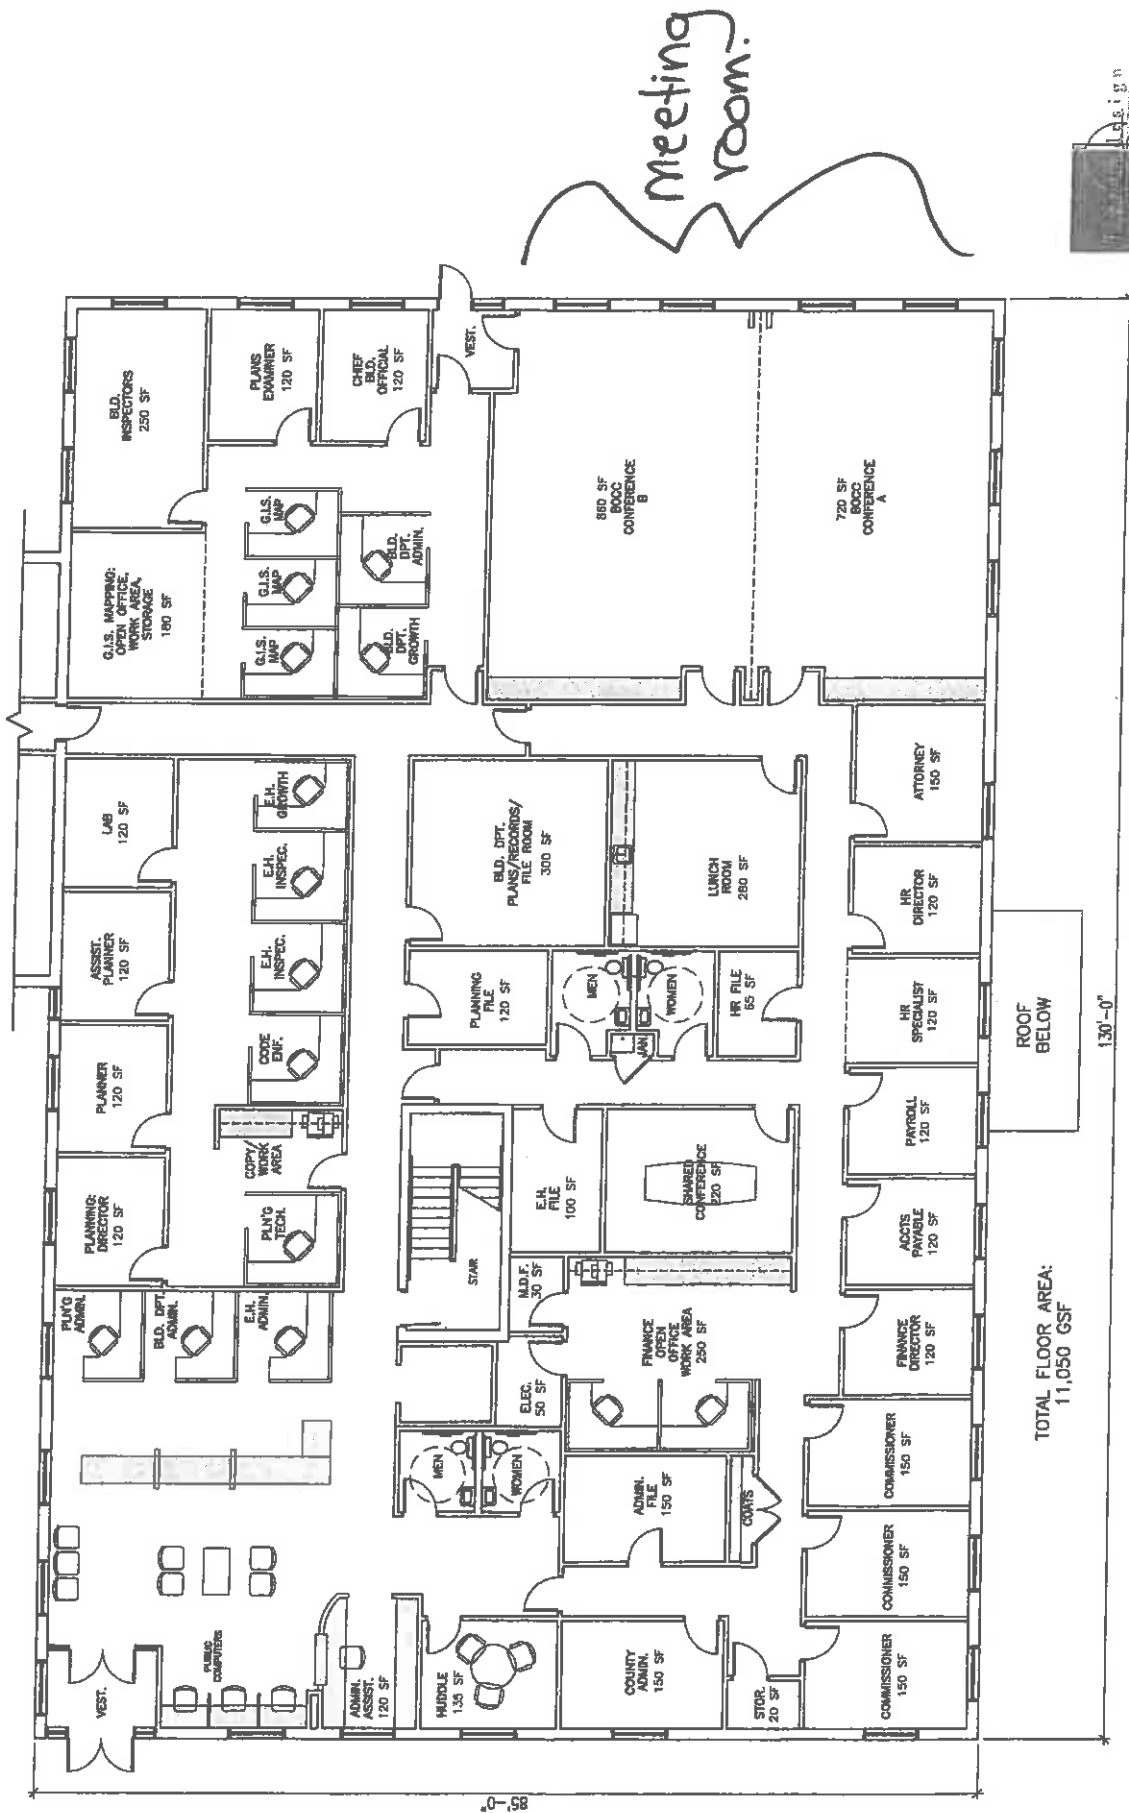 meeting
room.
design
BLD.
INSPECTORS
250 SF
PLANS
EXAMINER
120 SF
CHIEF
BLD.
OFFICIAL
120 SF
VEST.
G.I.S. MAPPING:
OPEN OFFICE,
WORK AREA,
STORAGE
180 SF
G.I.S.
MAP
G.I.S.
MAP
G.I.S.
MAP
BLD.
DPT.
ADMIN.
BLD.
DPT.
GROWTH
860 SF
BOCC
CONFERENCE
B
720 SF
BOCC
CONFERENCE
A
LAB
120 SF
ASSIST.
PLANNER
120 SF
PLANNER
120 SF
PLANNING:
DIRECTOR
120 SF
E.H.
GROWTH
E.H.
INSPEC.
E.H.
INSPEC.
CODE
ENF.
COPY/
WORK
AREA
PLN'G
TECH.
BLD. DPT.
PLANS/RECORDS/
FILE ROOM
300 SF
LUNCH
ROOM
280 SF
PLANNING
FILE
120 SF
MEN
WOMEN
JAN.
HR FILE
65 SF
ATTORNEY
150 SF
HR
DIRECTOR
120 SF
HR
SPECIALIST
120 SF
PAYROLL
120 SF
ACCTS
PAYABLE
120 SF
FINANCE
DIRECTOR
120 SF
COMMISSIONER
150 SF
COMMISSIONER
150 SF
COMMISSIONER
150 SF
STAIR
E.H.
FILE
100 SF
SHARED
CONFERENCE
220 SF
M.D.F.
30 SF
ELEC.
50 SF
FINANCE
OPEN
OFFICE
WORK AREA
250 SF
PLN'G
ADMIN.
BLD. DPT.
ADMIN.
E.H.
ADMIN.
MEN
WOMEN
ADMIN.
FILE
150 SF
COATS
VEST.
PUBLIC
COMPUTERS
ADMIN.
ASSIST.
120 SF
HUDDLE
135 SF
COUNTY
ADMIN.
150 SF
STOR.
20 SF
ROOF
BELOW
130'-0"
85'-0"
TOTAL FLOOR AREA:
11,050 GSF